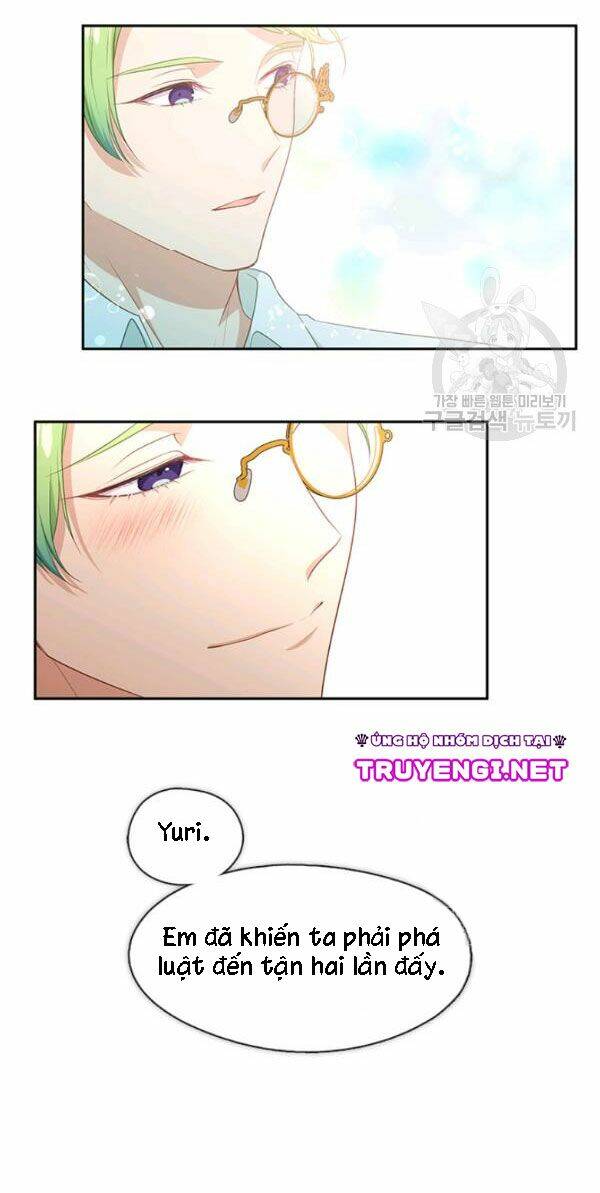 가장 빠른 웹툰 미리보기
구글검색 뉴토끼
ỦNG HỘ NHÓM DỊCH TẠI
TRUYENGI.NET
Yuri.
Em đã khiến ta phải phá
luật đến tận hai lần đấy.